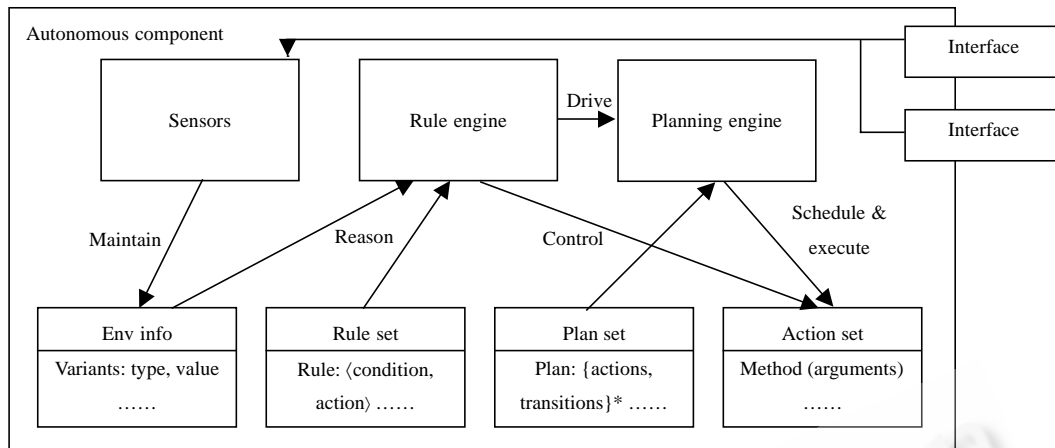 Autonomous component
Interface
Interface
Sensors
Rule engine
Drive
Planning engine
Maintain
Reason
Control
Schedule &
execute
Env info
Variants: type, value
……
Rule set
Rule: ⟨condition,
action⟩ ……
Plan set
Plan: {actions,
transitions}* ……
Action set
Method (arguments)
……